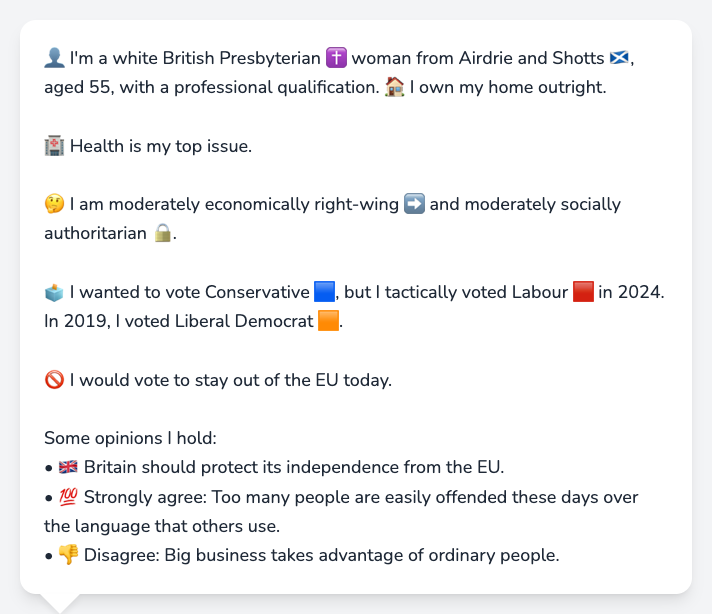 👤 I'm a white British Presbyterian ✝️ woman from Airdrie and Shotts 🏴󠁧󠁢󠁳󠁣󠁴󠁿,
aged 55, with a professional qualification. 🏠 I own my home outright.
🏥 Health is my top issue.
🤔 I am moderately economically right-wing ➡️ and moderately socially
authoritarian 🔒.
🗳️ I wanted to vote Conservative 🟦, but I tactically voted Labour 🟥 in 2024.
In 2019, I voted Liberal Democrat 🟧.
🚫 I would vote to stay out of the EU today.
Some opinions I hold:
• 🇬🇧 Britain should protect its independence from the EU.
• 💯 Strongly agree: Too many people are easily offended these days over
the language that others use.
• 👎 Disagree: Big business takes advantage of ordinary people.